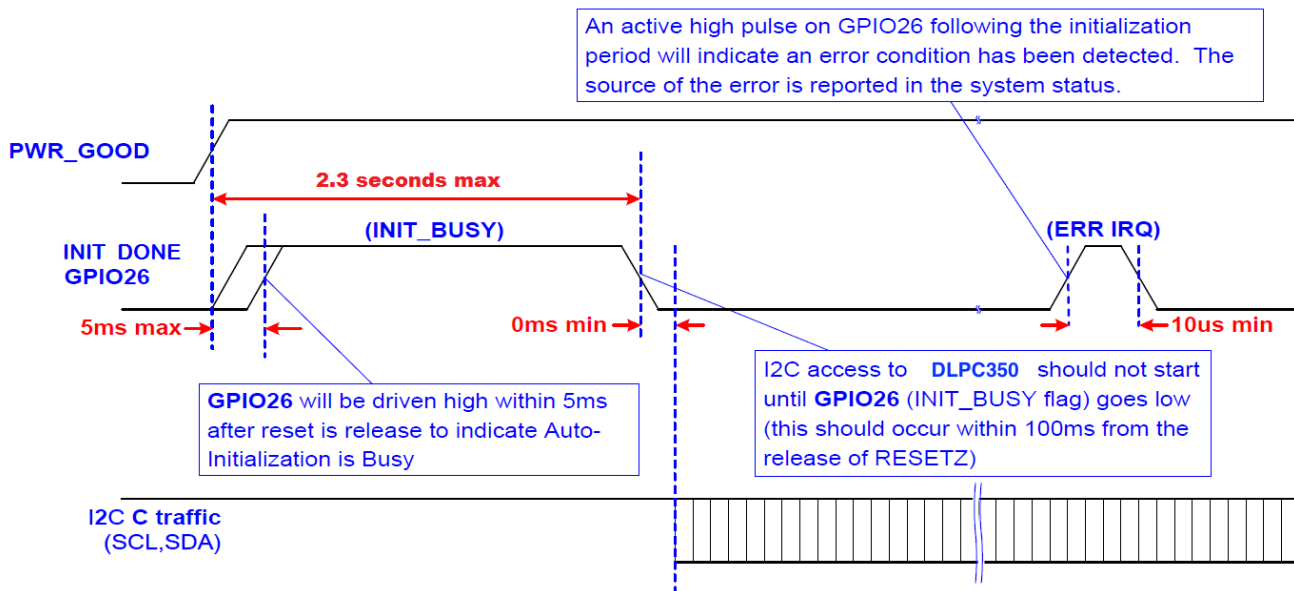 An active high pulse on GPIO26 following the initialization
period will indicate an error condition has been detected. The
source of the error is reported in the system status.
PWR_GOOD
2.3 seconds max
(INIT_BUSY)
(ERR IRQ)
INIT DONE
GPIO26
5ms max
0ms min
10us min
GPIO26 will be driven high within 5ms
after reset is release to indicate Auto-
Initialization is Busy
I2C access to DLPC350 should not start
until GPIO26 (INIT_BUSY flag) goes low
(this should occur within 100ms from the
release of RESETZ)
I2C C traffic
(SCL,SDA)